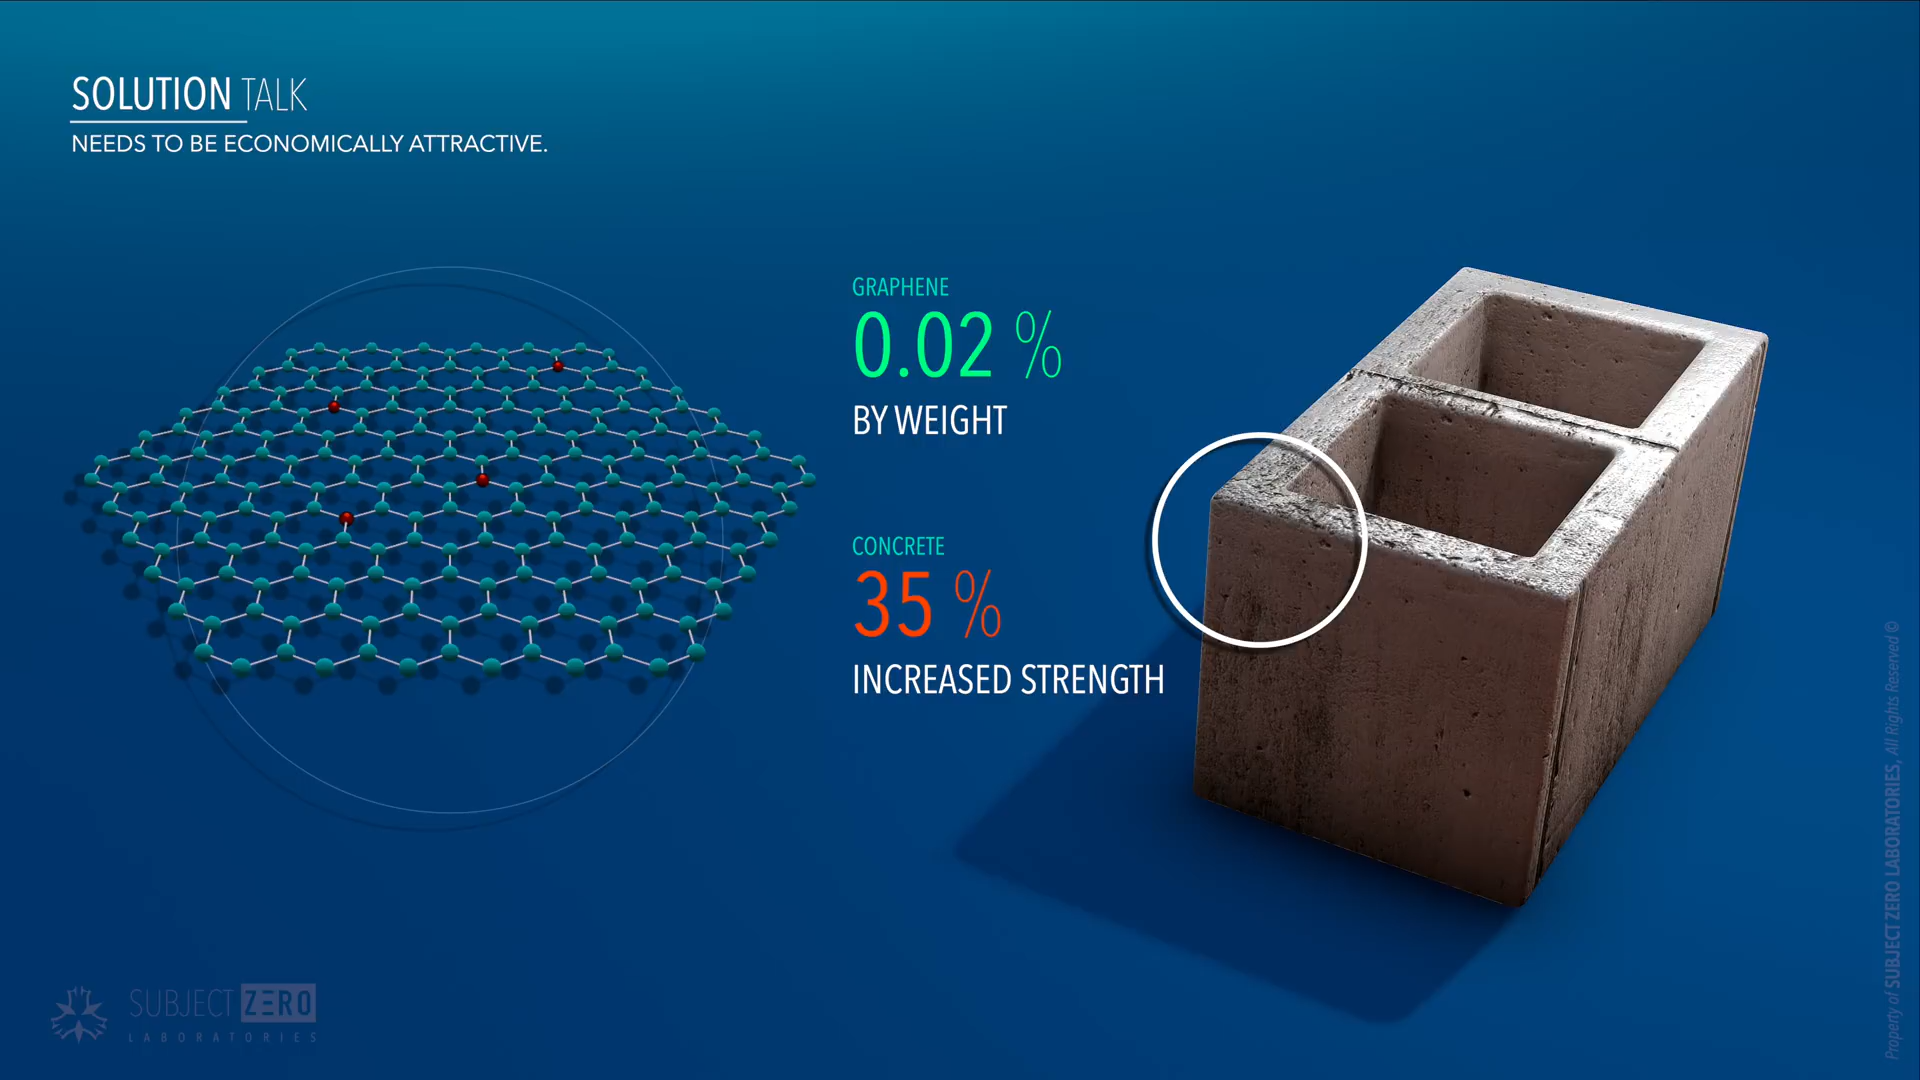 SOLUTION TALK
NEEDS TO BE ECONOMICALLY ATTRACTIVE.
GRAPHENE
0.02 %
BY WEIGHT
CONCRETE
35 %
INCREASED STRENGTH
SUBJECT ZERO
LABORATORIES
Property of SUBJECT ZERO LABORATORIES, All Rights Reserved ©